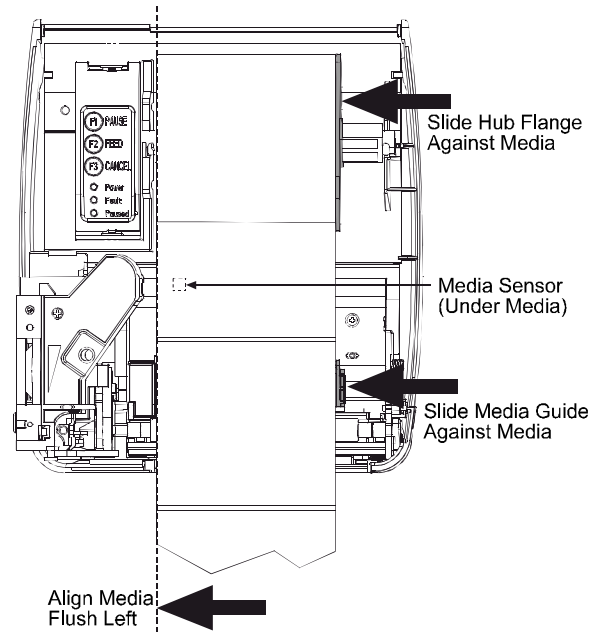 F1 PAUSE
F2 FEED
F3 CANCEL
Power
Fault
Paused
Slide Hub Flange
Against Media
Media Sensor
(Under Media)
Slide Media Guide
Against Media
Align Media
Flush Left